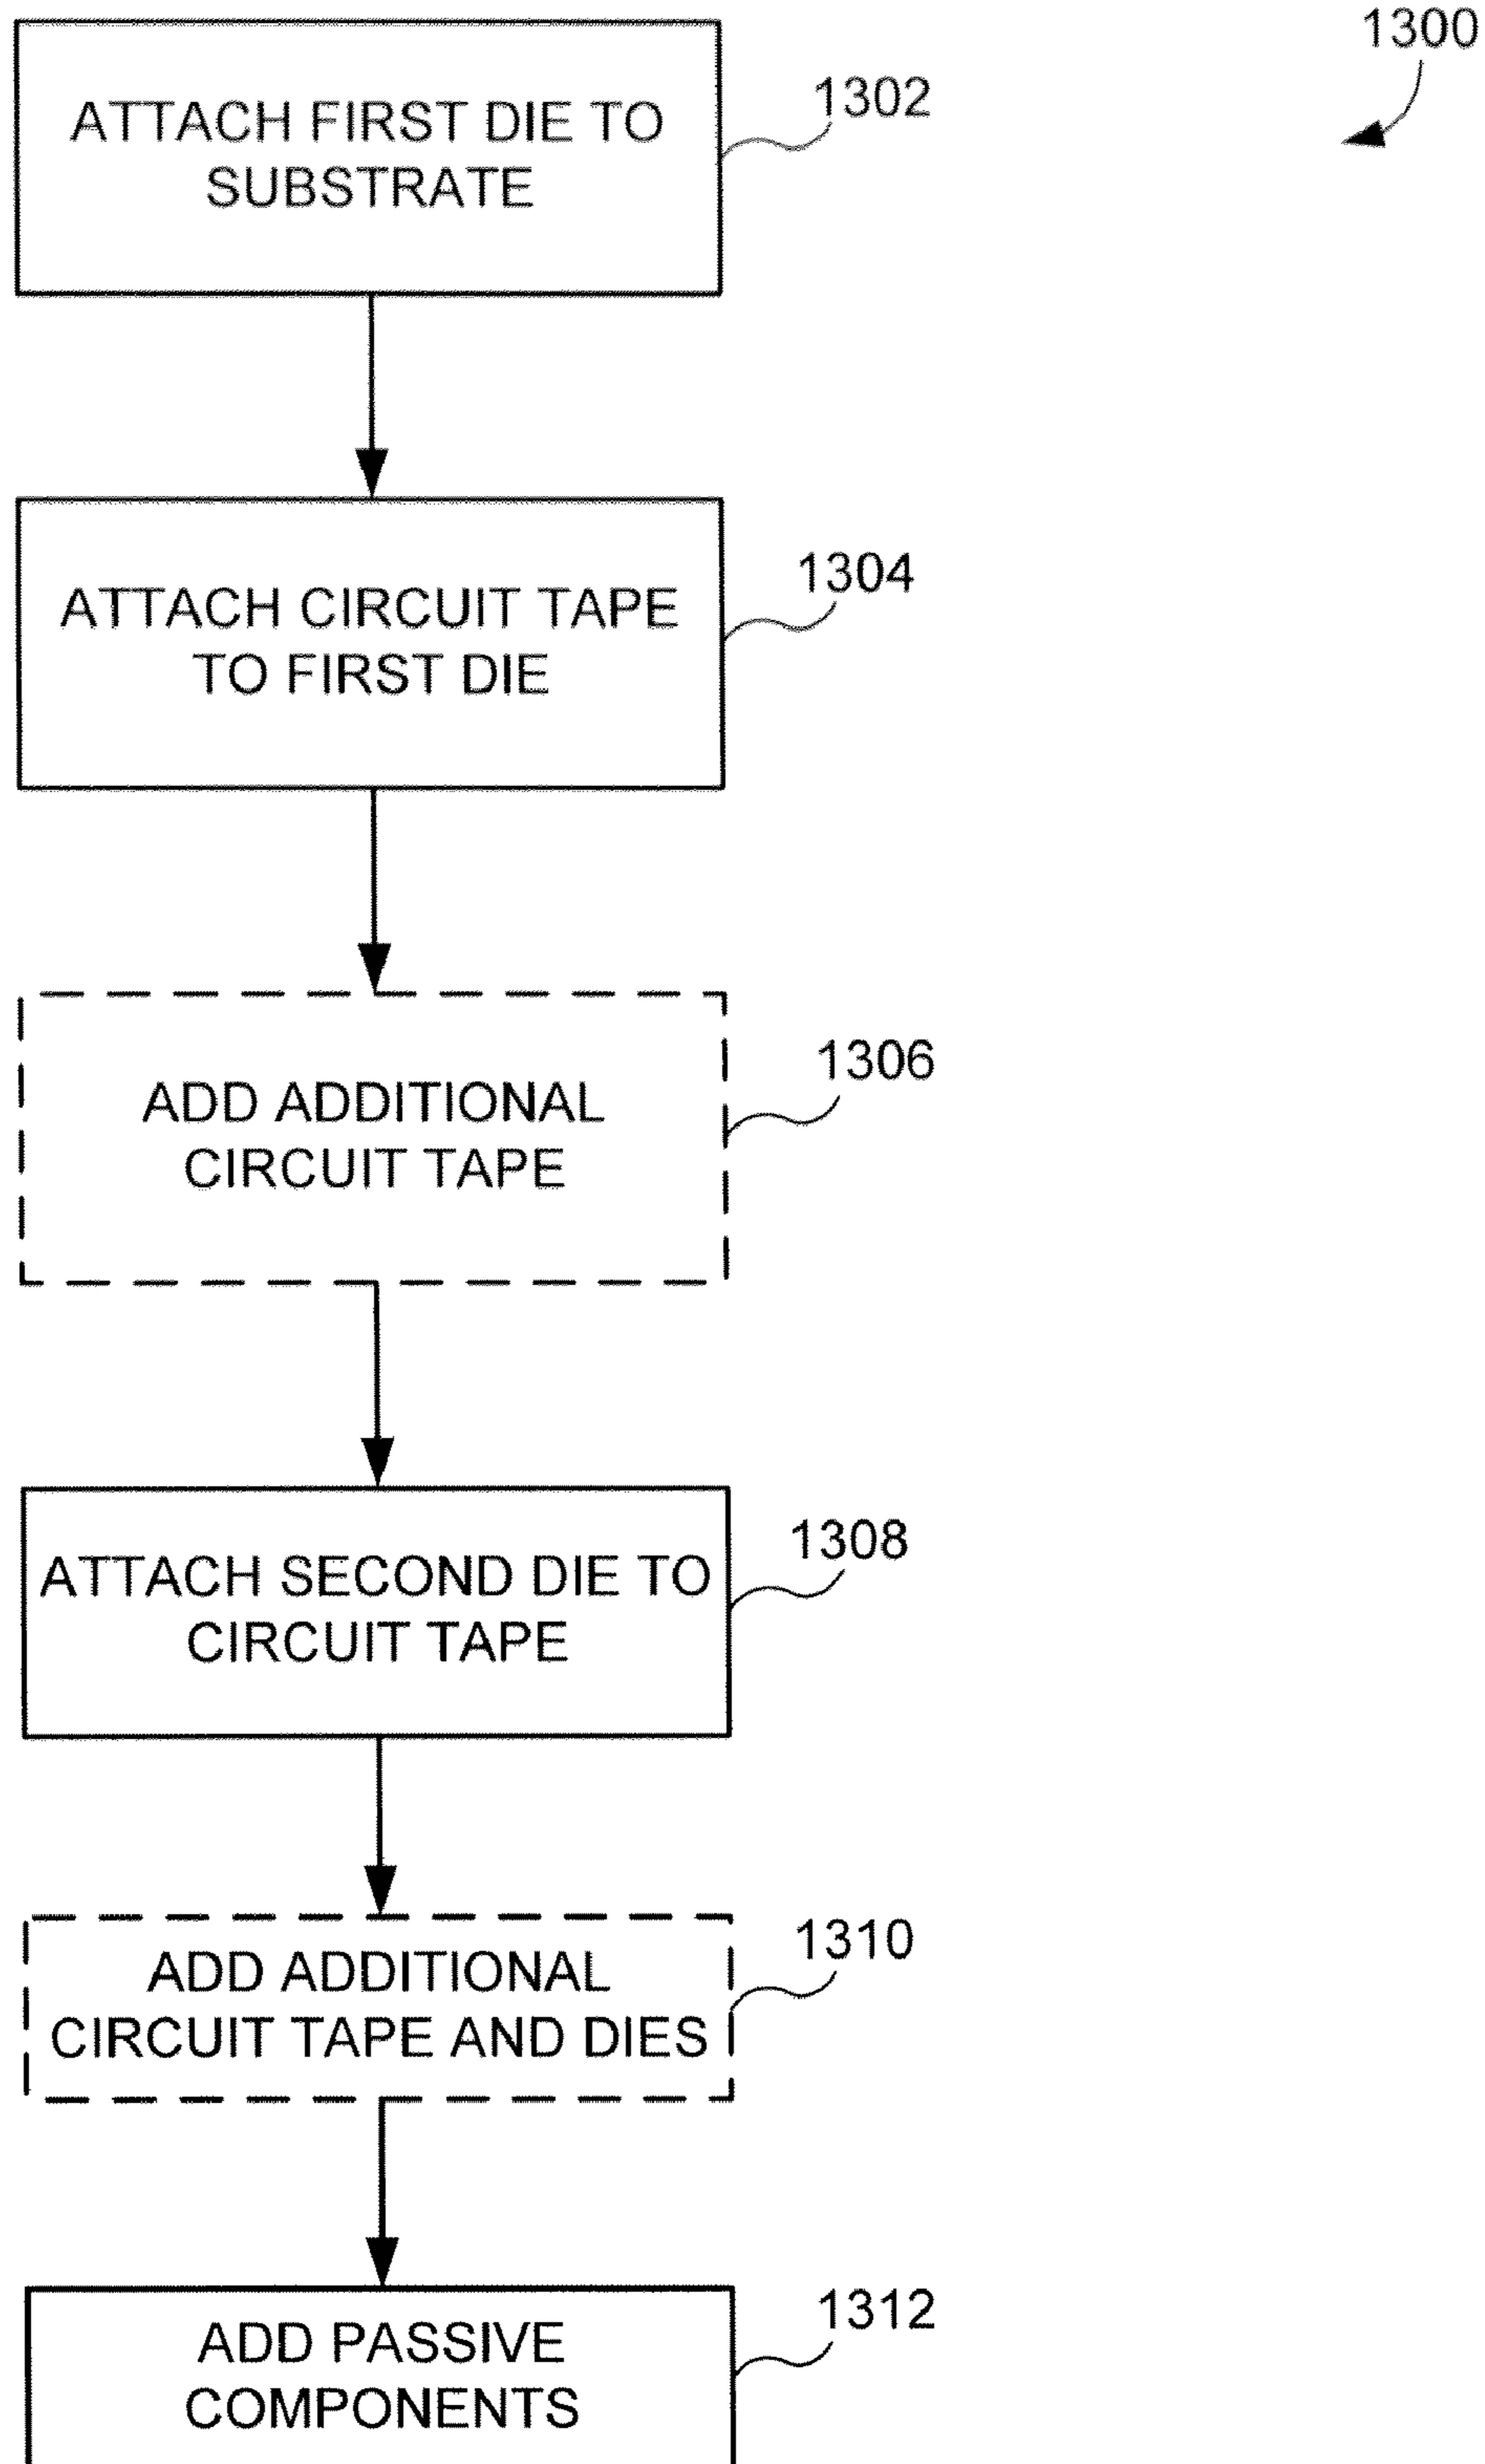 1300
ATTACH FIRST DIE TO
SUBSTRATE
1302
ATTACH CIRCUIT TAPE
TO FIRST DIE
1304
ADD ADDITIONAL
CIRCUIT TAPE
1306
ATTACH SECOND DIE TO
CIRCUIT TAPE
1308
ADD ADDITIONAL
CIRCUIT TAPE AND DIES
1310
ADD PASSIVE
COMPONENTS
1312